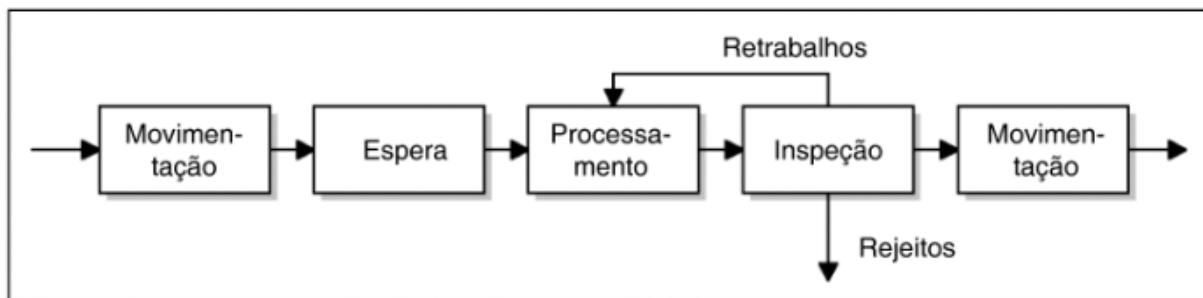 Retrabalhos
Movimen-
tação
Espera
Processa-
mento
Inspeção
Movimen-
tação
Rejeitos